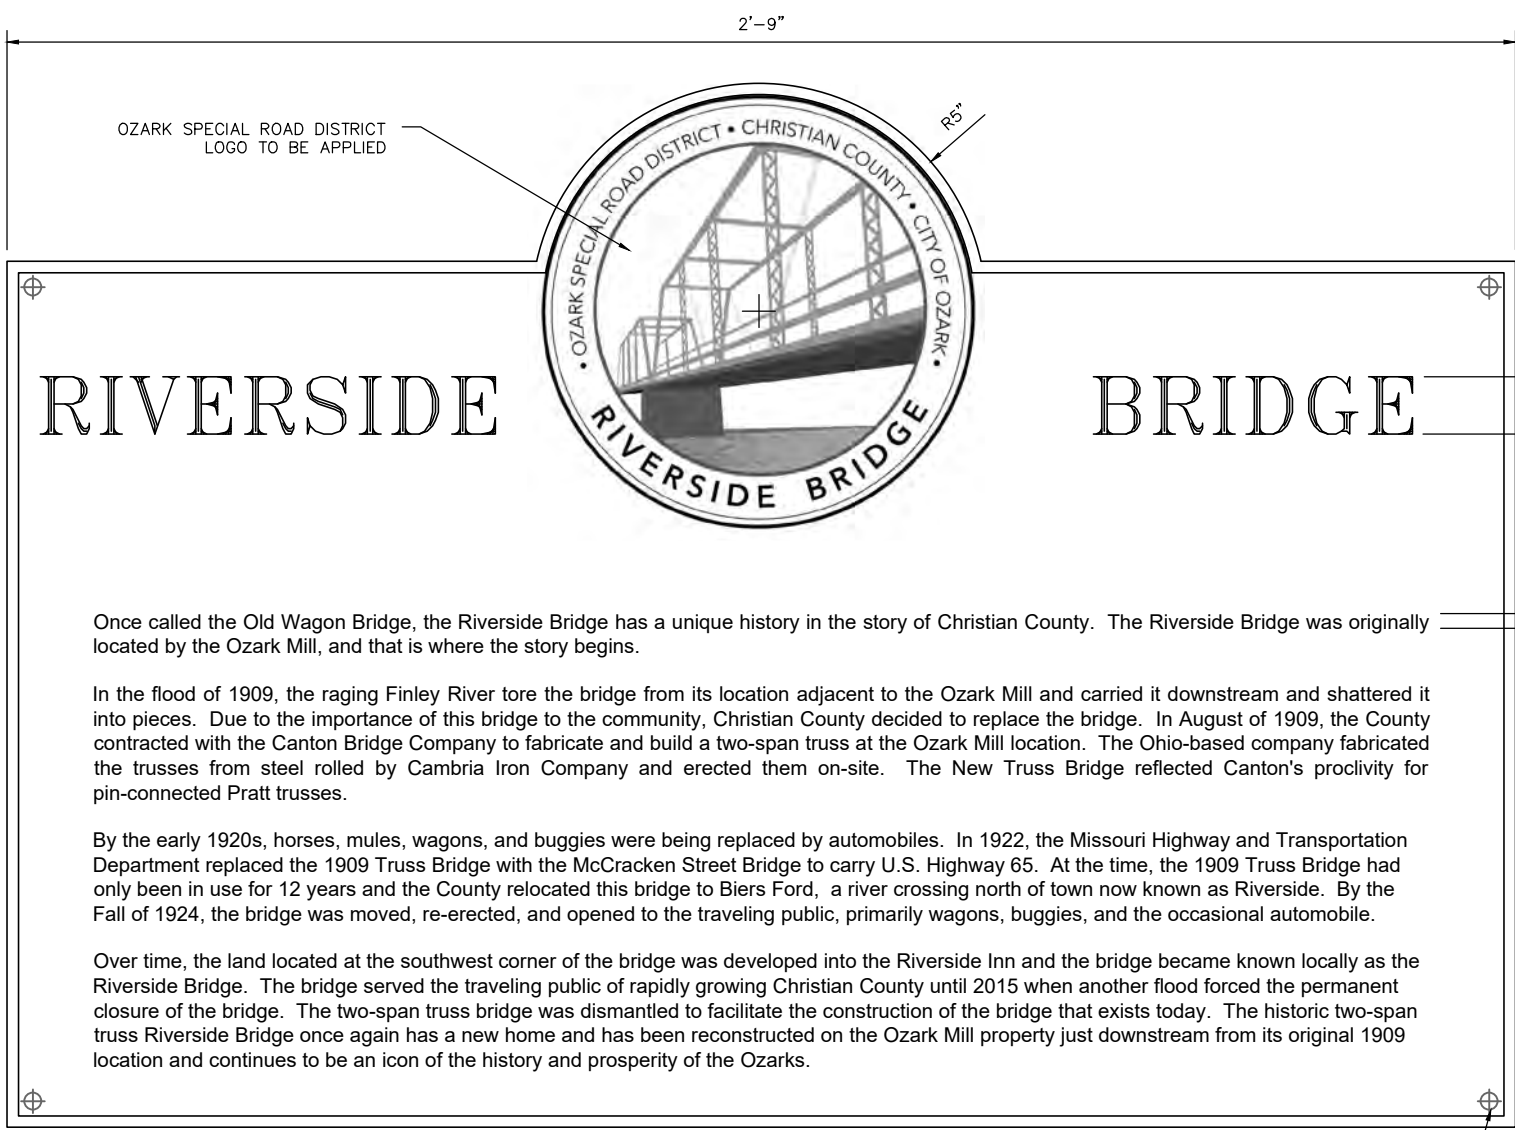 2'-9"
OZARK SPECIAL ROAD DISTRICT
LOGO TO BE APPLIED
R5"
• OZARK SPECIAL ROAD DISTRICT • CHRISTIAN COUNTY • CITY OF OZARK •
RIVERSIDE BRIDGE
RIVERSIDE BRIDGE
Once called the Old Wagon Bridge, the Riverside Bridge has a unique history in the story of Christian County. The Riverside Bridge was originally
located by the Ozark Mill, and that is where the story begins.
In the flood of 1909, the raging Finley River tore the bridge from its location adjacent to the Ozark Mill and carried it downstream and shattered it
into pieces. Due to the importance of this bridge to the community, Christian County decided to replace the bridge. In August of 1909, the County
contracted with the Canton Bridge Company to fabricate and build a two-span truss at the Ozark Mill location. The Ohio-based company fabricated
the trusses from steel rolled by Cambria Iron Company and erected them on-site. The New Truss Bridge reflected Canton's proclivity for
pin-connected Pratt trusses.
By the early 1920s, horses, mules, wagons, and buggies were being replaced by automobiles. In 1922, the Missouri Highway and Transportation
Department replaced the 1909 Truss Bridge with the McCracken Street Bridge to carry U.S. Highway 65. At the time, the 1909 Truss Bridge had
only been in use for 12 years and the County relocated this bridge to Biers Ford, a river crossing north of town now known as Riverside. By the
Fall of 1924, the bridge was moved, re-erected, and opened to the traveling public, primarily wagons, buggies, and the occasional automobile.
Over time, the land located at the southwest corner of the bridge was developed into the Riverside Inn and the bridge became known locally as the
Riverside Bridge. The bridge served the traveling public of rapidly growing Christian County until 2015 when another flood forced the permanent
closure of the bridge. The two-span truss bridge was dismantled to facilitate the construction of the bridge that exists today. The historic two-span
truss Riverside Bridge once again has a new home and has been reconstructed on the Ozark Mill property just downstream from its original 1909
location and continues to be an icon of the history and prosperity of the Ozarks.